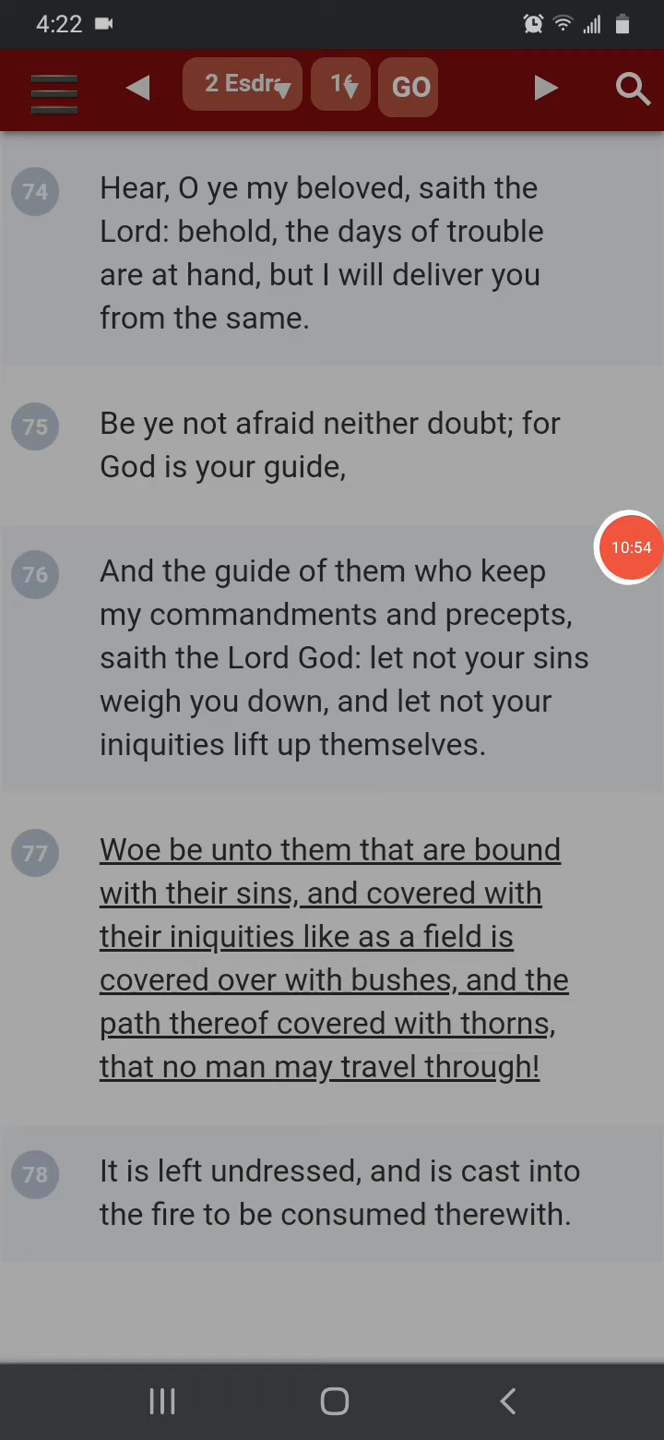 4:22
2 Esdr
GO
74
Hear, O ye my beloved, saith the
Lord: behold, the days of trouble
are at hand, but I will deliver you
from the same.
75
Be ye not afraid neither doubt; for
God is your guide,
10:54
76
And the guide of them who keep
my commandments and precepts,
saith the Lord God: let not your sins
weigh you down, and let not your
iniquities lift up themselves.
77
Woe be unto them that are bound
with their sins, and covered with
their iniquities like as a field is
covered over with bushes, and the
path thereof covered with thorns,
that no man may travel through!
78
It is left undressed, and is cast into
the fire to be consumed therewith.